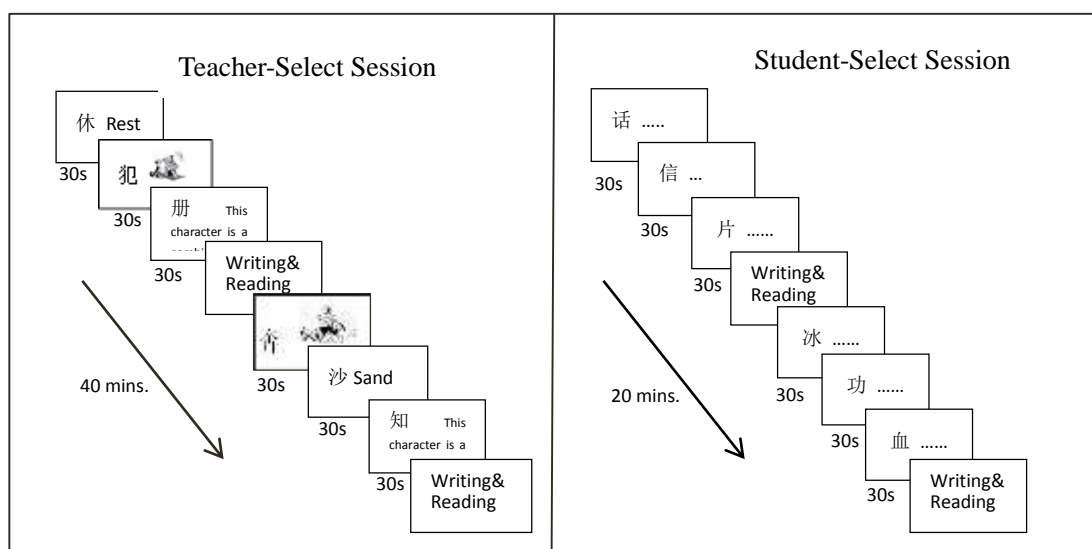 Teacher-Select Session
休 Rest
30s
犯
30s
册 This
character is a
30s
Writing&
Reading
齐
30s
沙 Sand
30s
知 This
character is a
30s
Writing&
Reading
40 mins.
Student-Select Session
话 .....
30s
信 ...
30s
片 ......
30s
Writing&
Reading
冰 ......
30s
功 ......
30s
血 ......
30s
Writing&
Reading
20 mins.